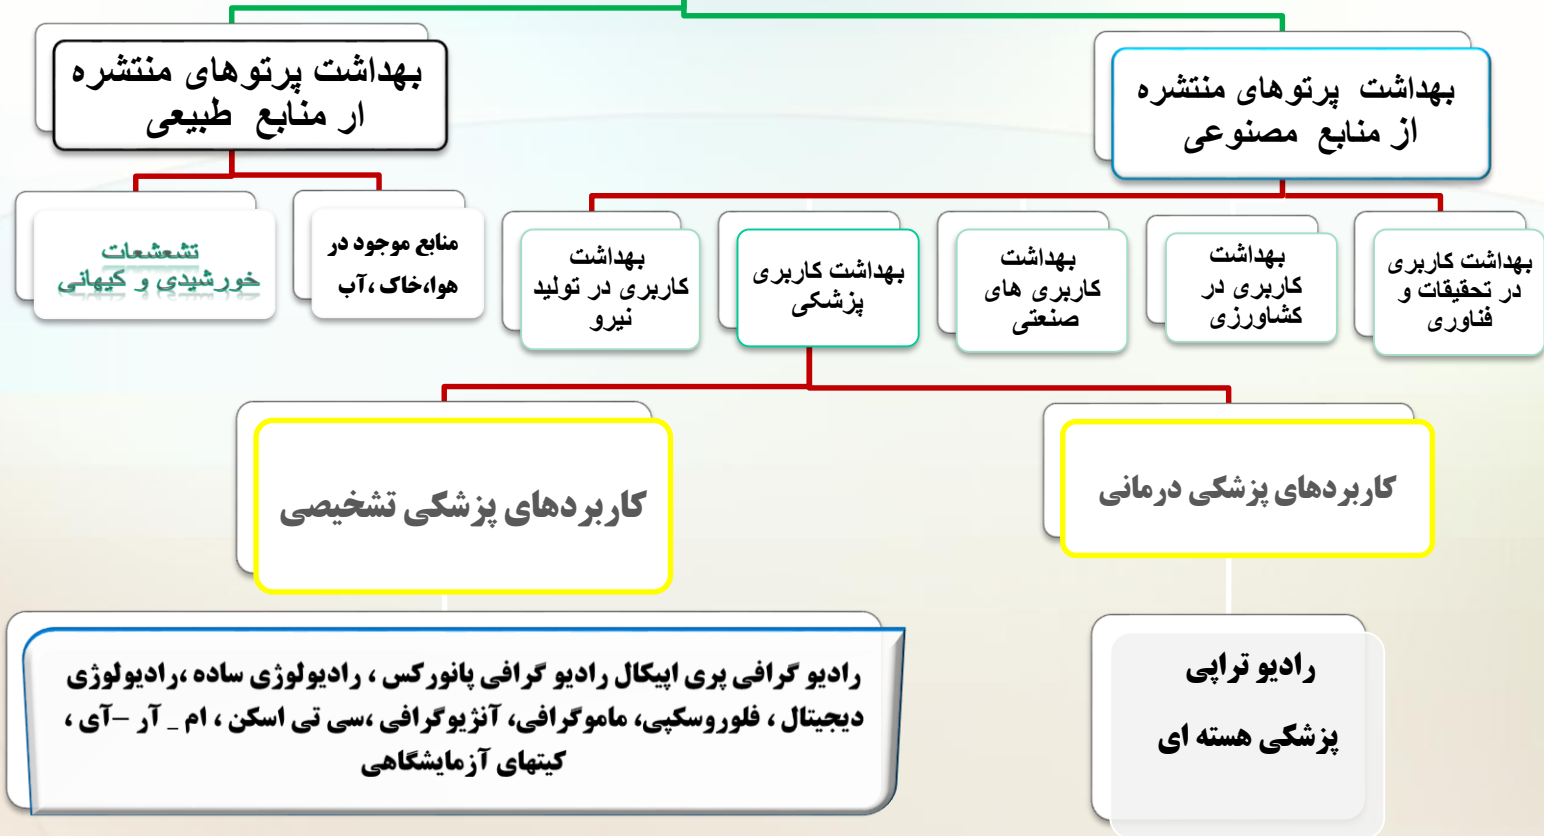 بهداشت پرتوهای منتشره
از منابع مصنوعی
بهداشت پرتوهای منتشره
ار منابع طبیعی
بهداشت کاربری
در تحقیقات و
فناوری
بهداشت
کاربری در
کشاورزی
بهداشت
کاربری های
صنعتی
بهداشت کاربری
پزشکی
بهداشت
کاربری در تولید
نیرو
منابع موجود در
هوا،خاک ،آب
تشعشعات
خورشیدی و کیهانی
کاربردهای پزشکی درمانی
کاربردهای پزشکی تشخیصی
رادیو تراپی
پزشکی هسته ای
رادیو گرافی پری اپیکال رادیو گرافی پانورکس ، رادیولوژی ساده ،رادیولوژی
دیجیتال ، فلوروسکپی، ماموگرافی، آنژیوگرافی ،سی تی اسکن ، ام _ آر –آی ،
کیتهای آزمایشگاهی